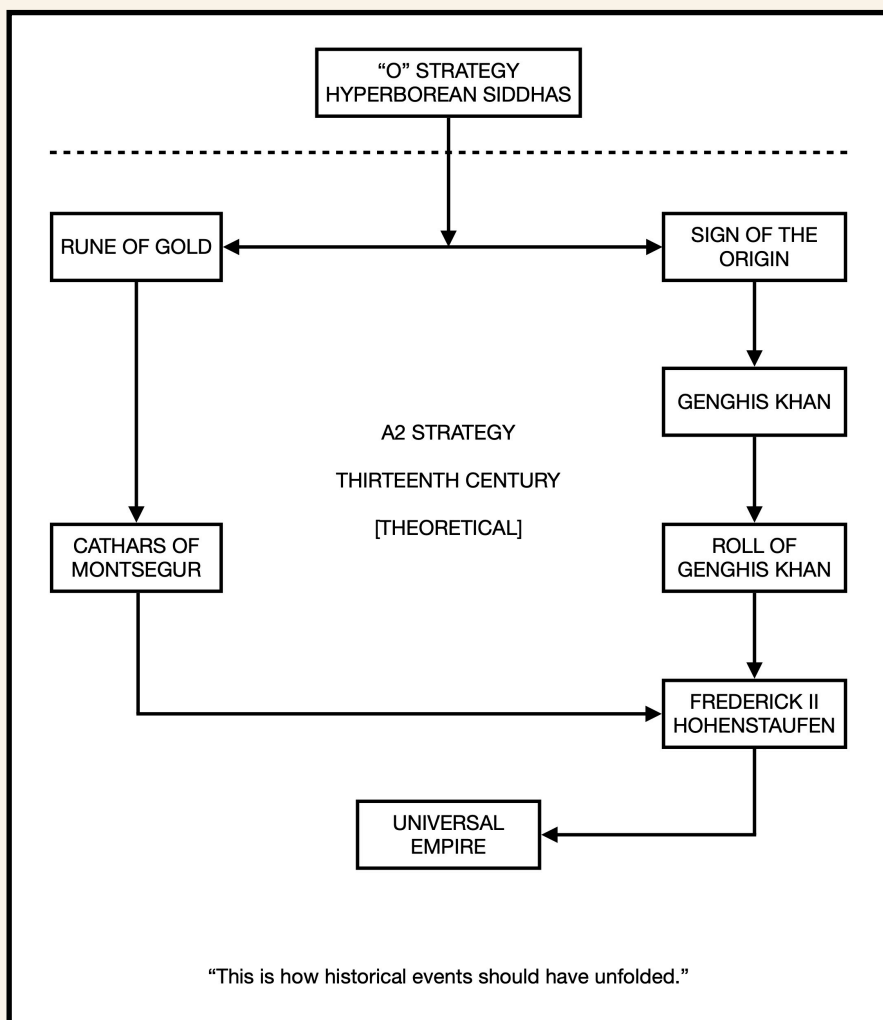 “O” STRATEGY
HYPERBOREAN SIDDHAS
RUNE OF GOLD
SIGN OF THE
ORIGIN
GENGHIS KHAN
A2 STRATEGY
THIRTEENTH CENTURY
[THEORETICAL]
CATHARS OF
MONTSEGUR
ROLL OF
GENGHIS KHAN
FREDERICK II
HOHENSTAUFEN
UNIVERSAL
EMPIRE
“This is how historical events should have unfolded.”